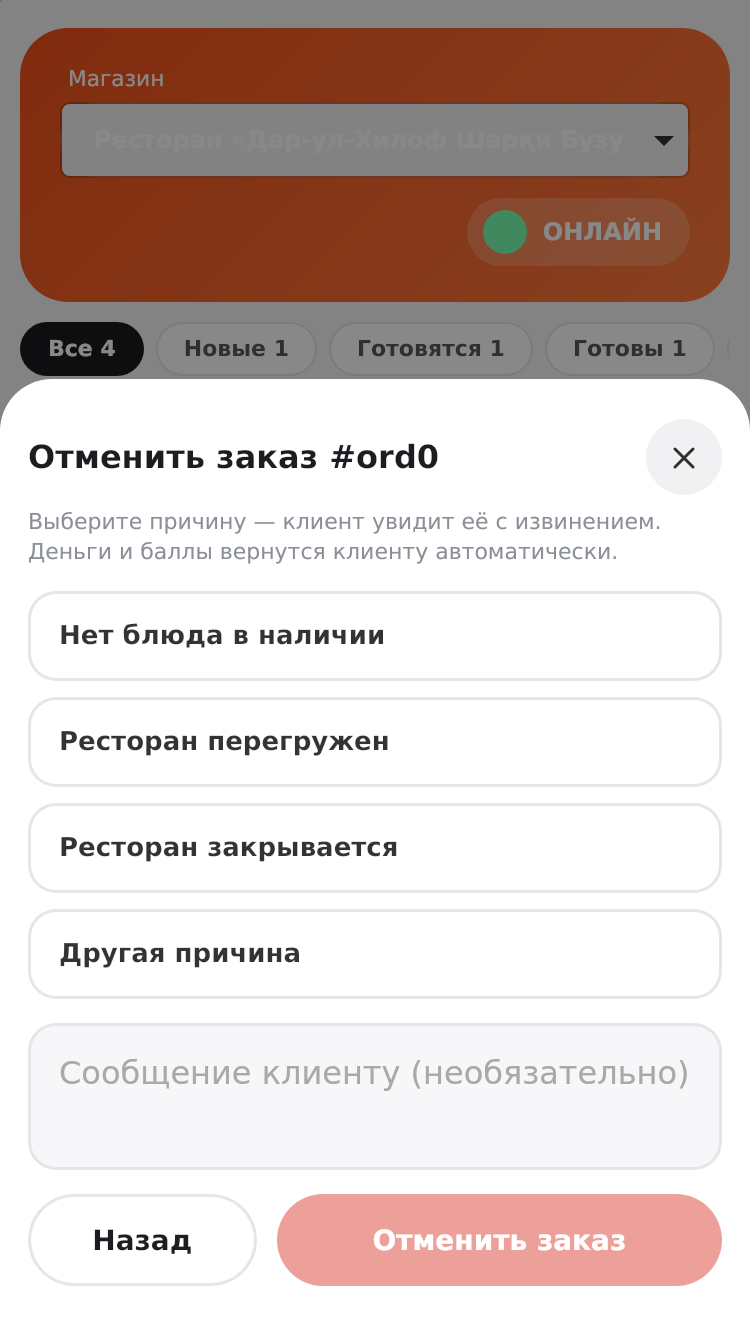 Магазин
Ресторан «Дар-ул-Хилоф Шарқи Бузу
ОНЛАЙН
Все 4
Новые 1
Готовятся 1
Готовы 1
Отменить заказ #ord0
Выберите причину — клиент увидит её с извинением.
Деньги и баллы вернутся клиенту автоматически.
Нет блюда в наличии
Ресторан перегружен
Ресторан закрывается
Другая причина
Сообщение клиенту (необязательно)
Назад
Отменить заказ